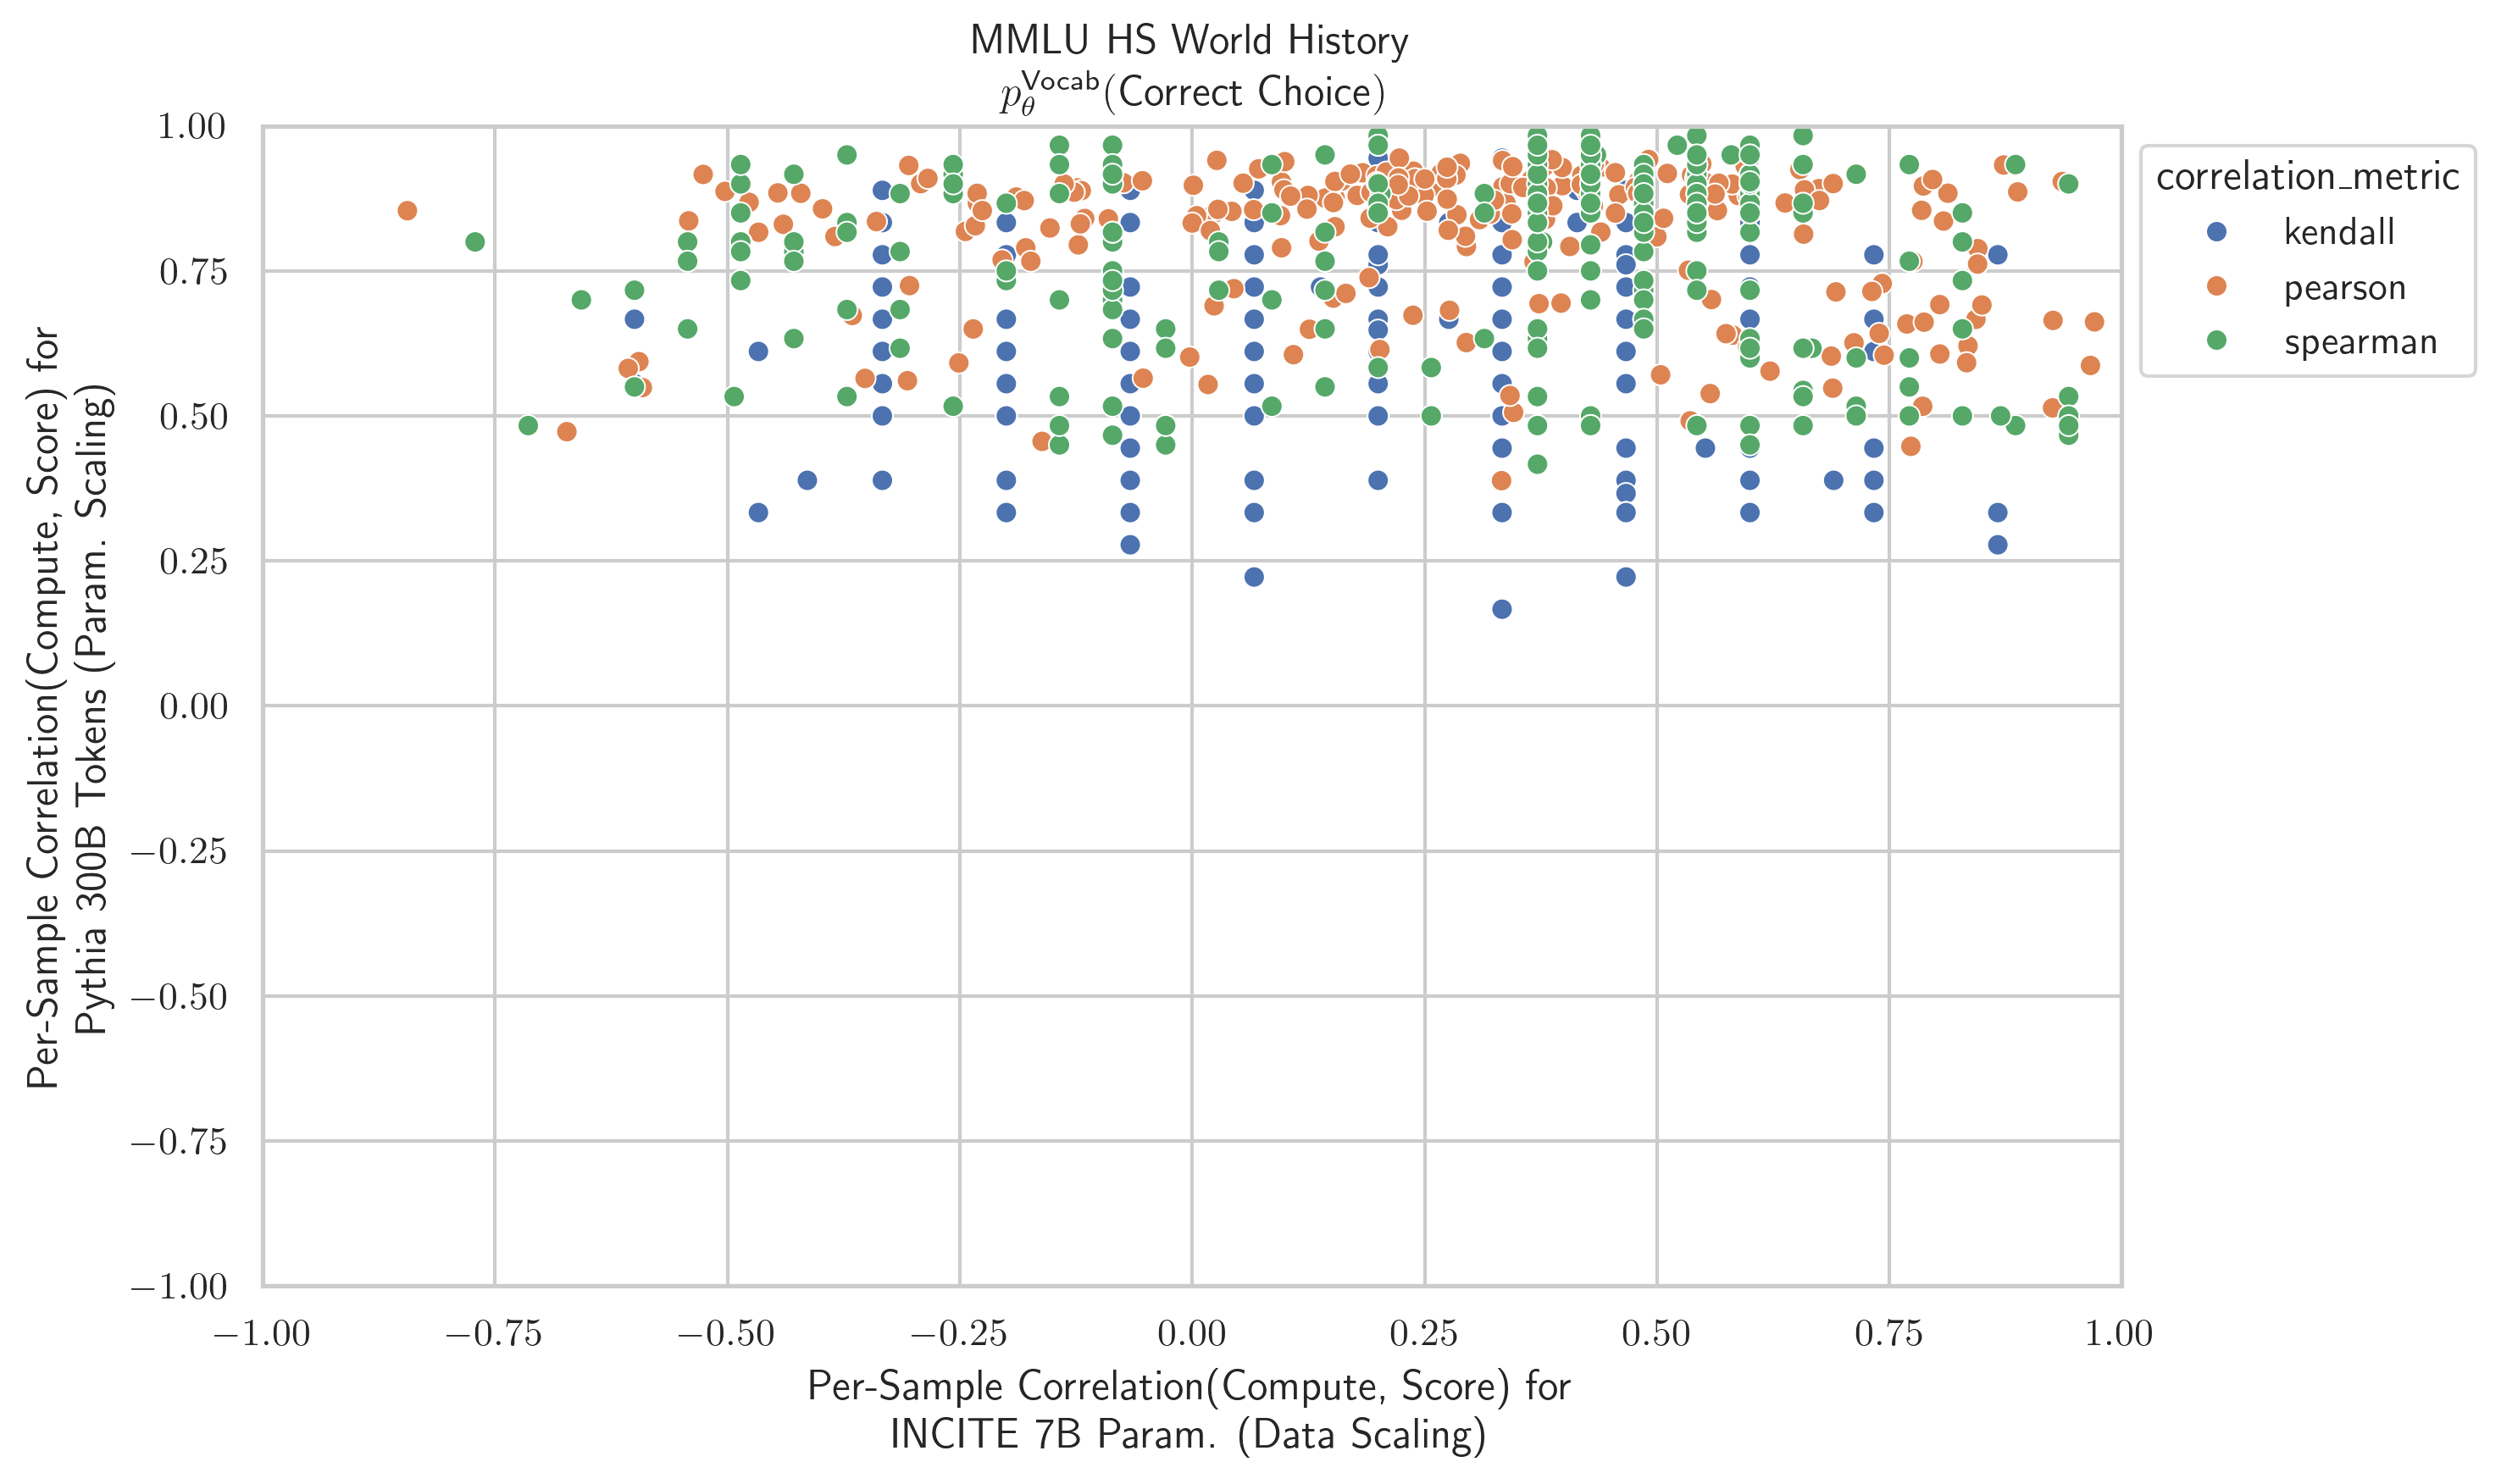 MMLU HS World History
p_θ^Vocab(Correct Choice)
1.00
0.75
0.50
0.25
0.00
−0.25
−0.50
−0.75
−1.00
Per-Sample Correlation(Compute, Score) for
Pythia 300B Tokens (Param. Scaling)
−1.00
−0.75
−0.50
−0.25
0.00
0.25
0.50
0.75
1.00
Per-Sample Correlation(Compute, Score) for
INCITE 7B Param. (Data Scaling)
correlation_metric
kendall
pearson
spearman